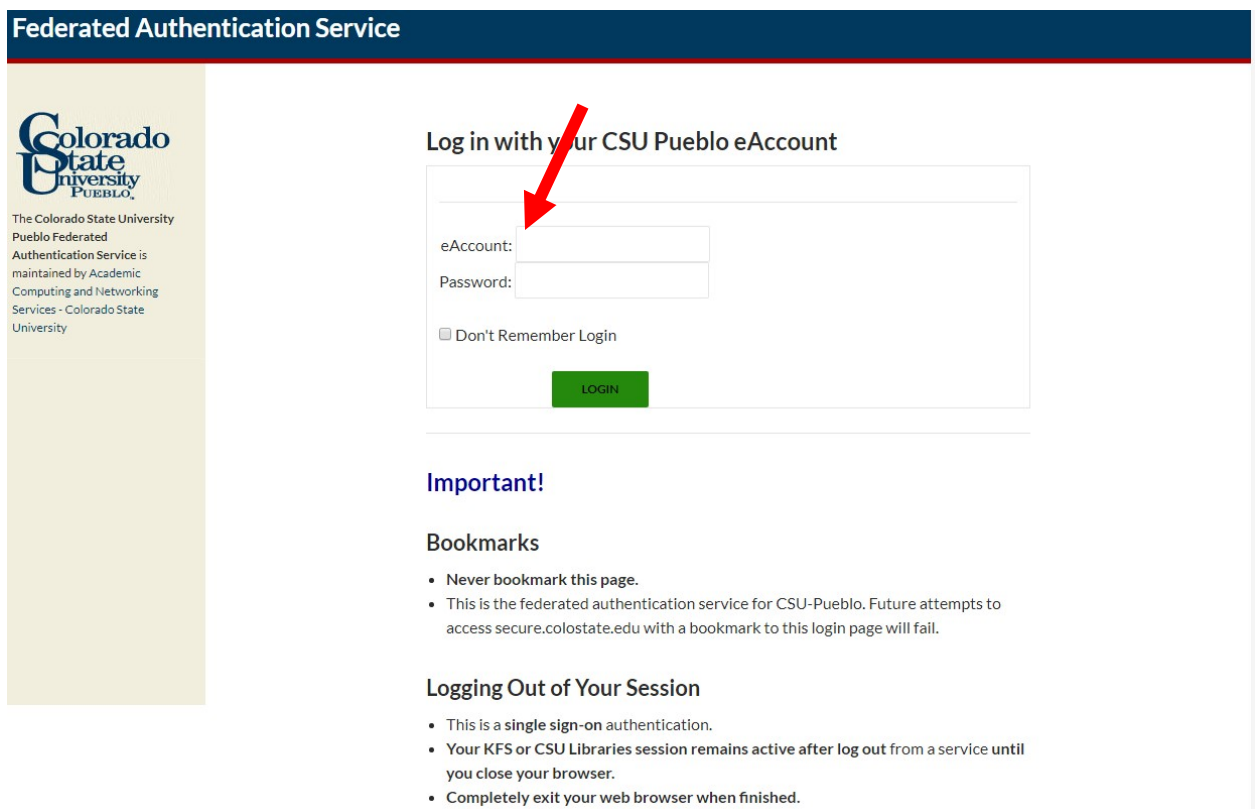 Federated Authentication Service
Colorado
State
University
PUEBLO
The Colorado State University
Pueblo Federated
Authentication Service is
maintained by Academic
Computing and Networking
Services - Colorado State
University
Log in with your CSU Pueblo eAccount
eAccount:
Password:
Don't Remember Login
LOGIN
Important!
Bookmarks
• Never bookmark this page.
• This is the federated authentication service for CSU-Pueblo. Future attempts to
access secure.colostate.edu with a bookmark to this login page will fail.
Logging Out of Your Session
• This is a single sign-on authentication.
• Your KFS or CSU Libraries session remains active after log out from a service until
you close your browser.
• Completely exit your web browser when finished.